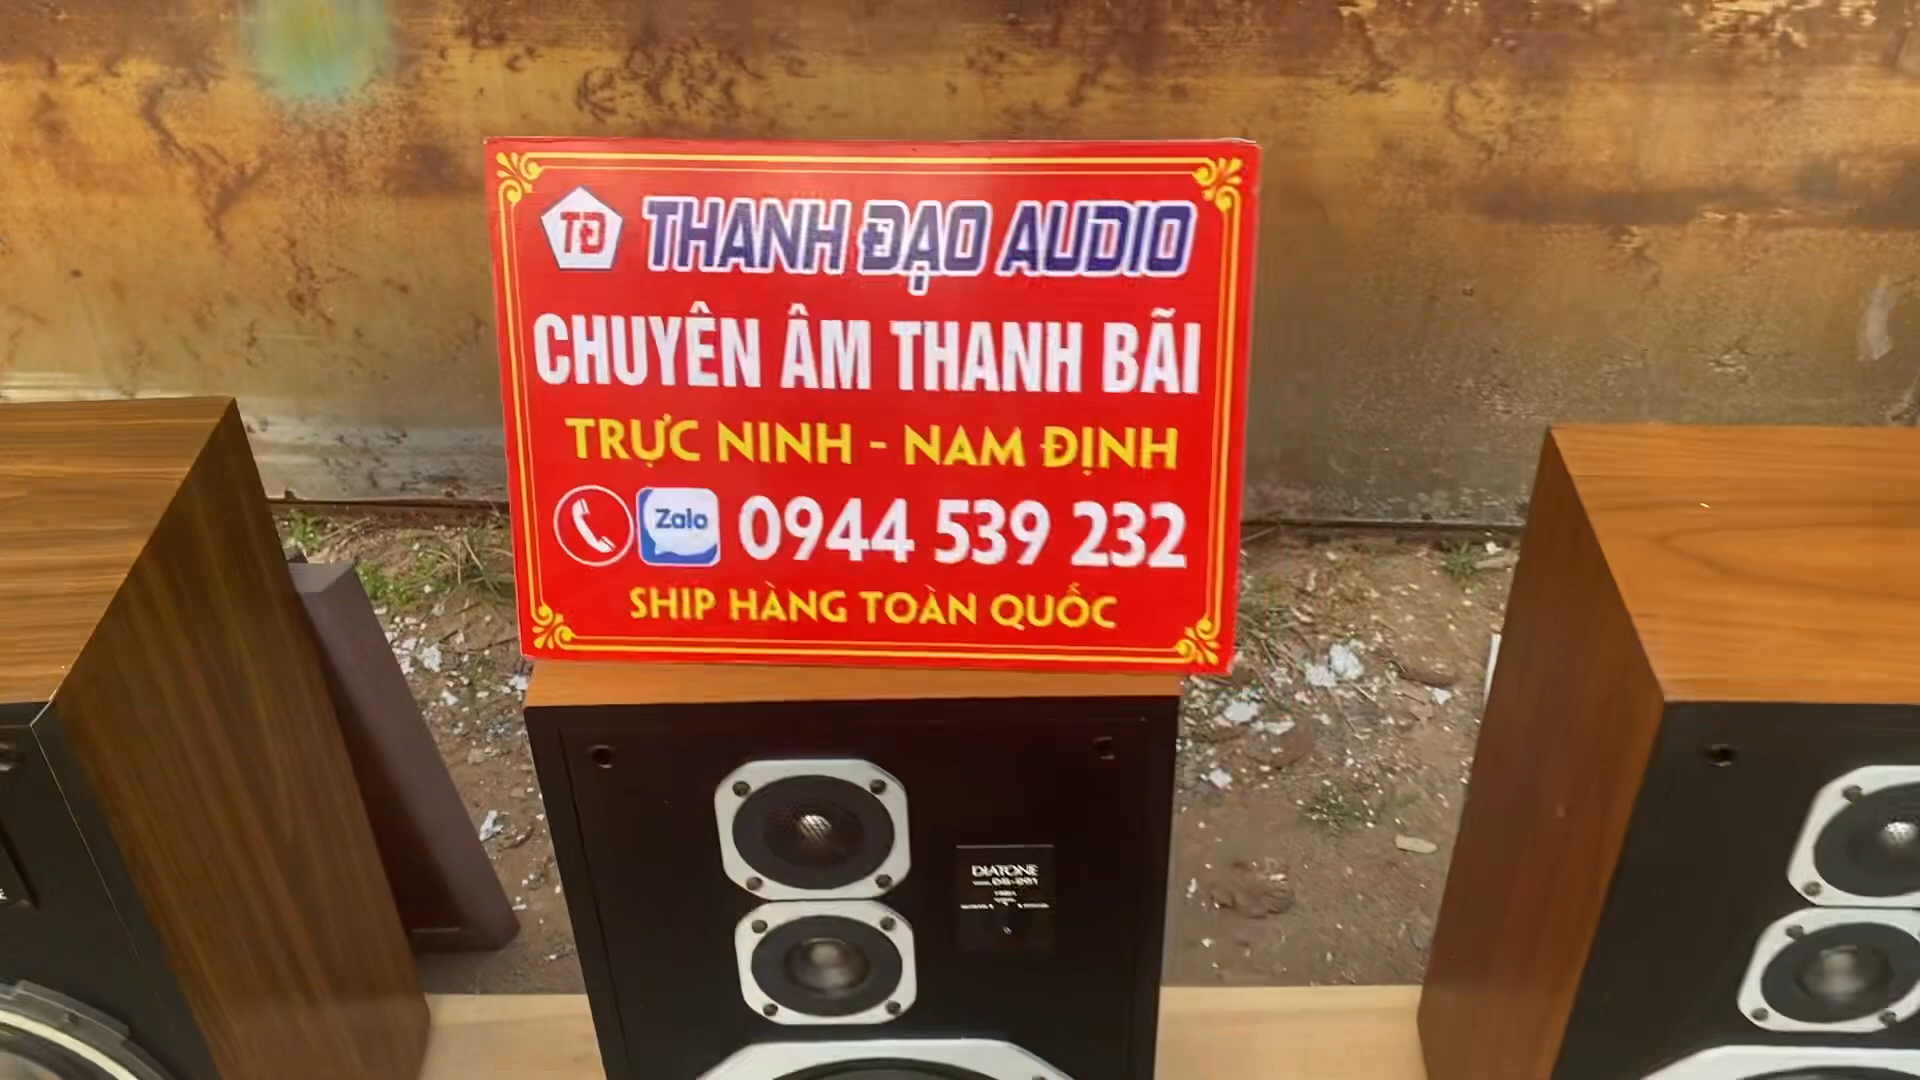 TĐ THANH ĐẠO AUDIO
CHUYÊN ÂM THANH BÃI
TRỰC NINH - NAM ĐỊNH
Zalo 0944 539 232
SHIP HÀNG TOÀN QUỐC
DIATONE